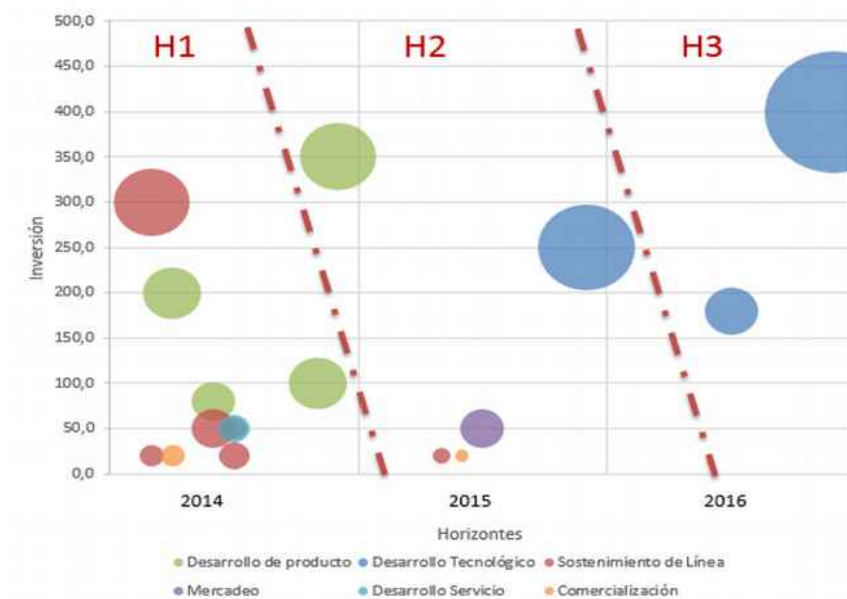 H1 H2 H3
500,0
450,0
400,0
350,0
300,0
250,0
200,0
150,0
100,0
50,0
0,0
Inversión
2014 2015 2016
Horizontes
Desarrollo de producto Desarrollo Tecnológico Sostenimiento de Línea
Mercadeo Desarrollo Servicio Comercialización